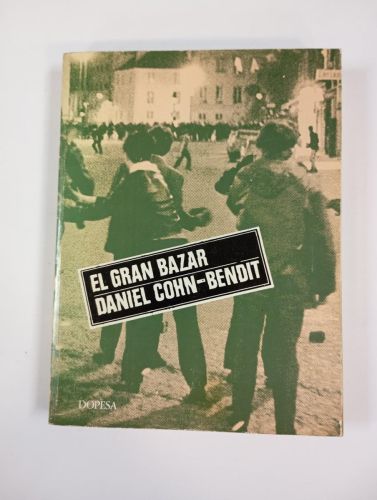 EL GRAN BAZAR
DANIEL COHN-BENDIT
DOPESA